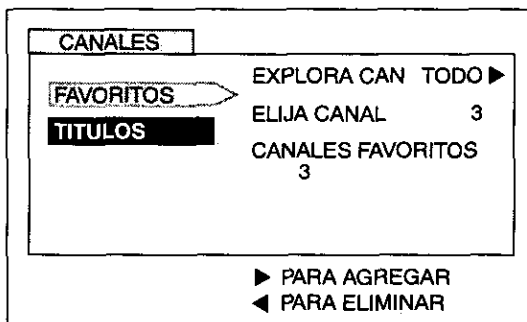 CANALES
FAVORITOS
TITULOS
EXPLORA CAN TODO ▶
ELIJA CANAL 3
CANALES FAVORITOS
3
▶ PARA AGREGAR
◀ PARA ELIMINAR